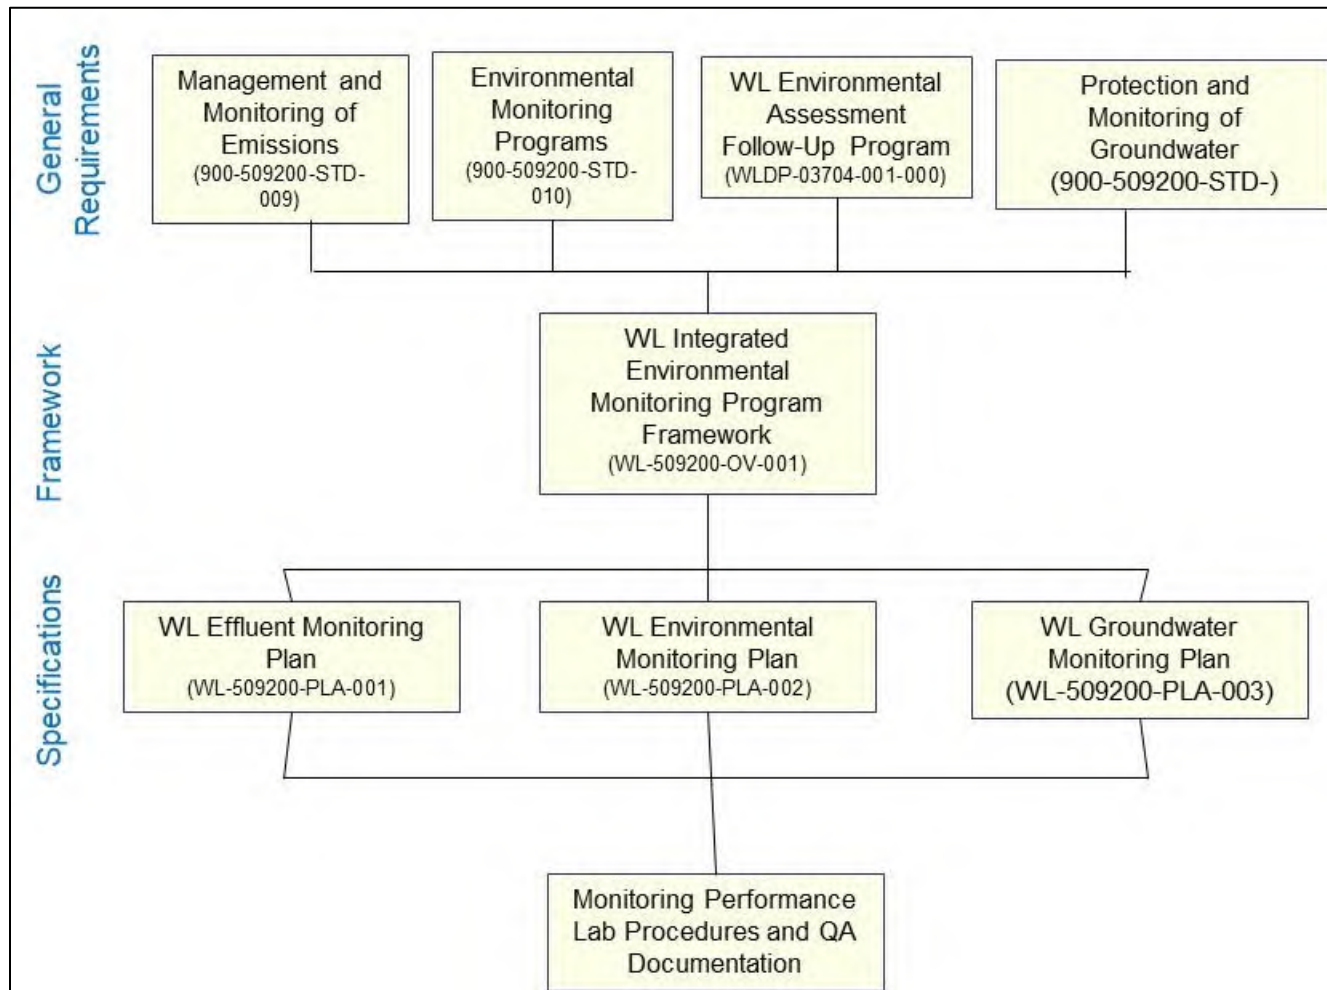 General
Requirements
Management and
Monitoring of
Emissions
(900-509200-STD-
009)
Environmental
Monitoring
Programs
(900-509200-STD-
010)
WL Environmental
Assessment
Follow-Up Program
(WLDP-03704-001-000)
Protection and
Monitoring of
Groundwater
(900-509200-STD-)
Framework
WL Integrated
Environmental
Monitoring Program
Framework
(WL-509200-OV-001)
Specifications
WL Effluent Monitoring
Plan
(WL-509200-PLA-001)
WL Environmental
Monitoring Plan
(WL-509200-PLA-002)
WL Groundwater
Monitoring Plan
(WL-509200-PLA-003)
Monitoring Performance
Lab Procedures and QA
Documentation